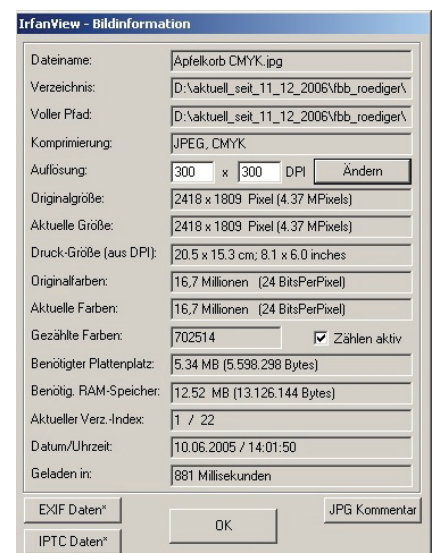 IrfanView - Bildinformation
Dateiname: Apfelkorb CMYK.jpg
Verzeichnis: D:\aktuell_seit_11_12_2006\fbb_roediger\
Voller Pfad: D:\aktuell_seit_11_12_2006\fbb_roediger\
Komprimierung: JPEG, CMYK
Auflösung: 300 x 300 DPI Ändern
Originalgröße: 2418 x 1809 Pixel (4.37 MPixels)
Aktuelle Größe: 2418 x 1809 Pixel (4.37 MPixels)
Druck-Größe (aus DPI): 20.5 x 15.3 cm; 8.1 x 6.0 inches
Originalfarben: 16,7 Millionen (24 BitsPerPixel)
Aktuelle Farben: 16,7 Millionen (24 BitsPerPixel)
Gezählte Farben: 702514 Zählen aktiv
Benötigter Plattenplatz: 5.34 MB (5.598.298 Bytes)
Benötig. RAM-Speicher: 12.52 MB (13.126.144 Bytes)
Aktueller Verz.-Index: 1 / 22
Datum/Uhrzeit: 10.06.2005 / 14:01:50
Geladen in: 881 Millisekunden
EXIF Daten* OK JPG Kommentar
IPTC Daten*